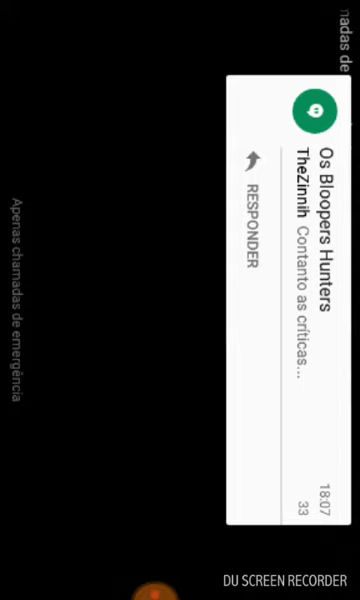 nadas de
Os Bloopers Hunters 18:07
TheZinnih Contanto as críticas... 33
RESPONDER
Apenas chamadas de emergência
DU SCREEN RECORDER